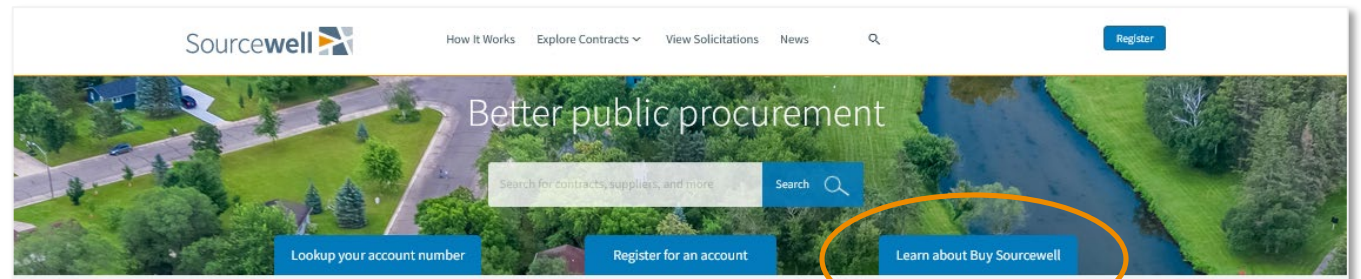 Sourcewell
How It Works Explore Contracts View Solicitations News
Register
Better public procurement
Search for contracts, suppliers, and more Search
Lookup your account number Register for an account Learn about Buy Sourcewell